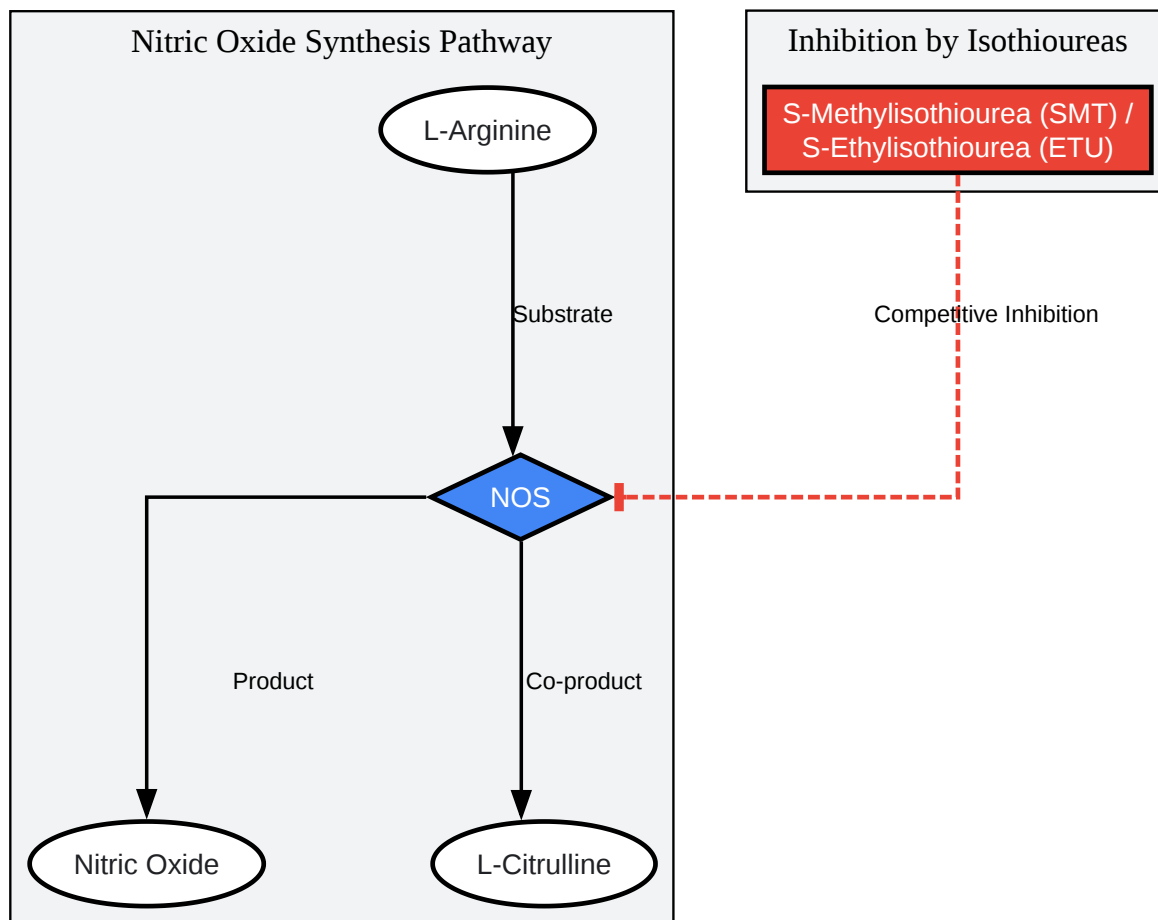 Nitric Oxide Synthesis Pathway
Inhibition by Isothioureas
L-Arginine
S-Methylisothiourea (SMT) /
S-Ethylisothiourea (ETU)
Substrate
Competitive Inhibition
NOS
Product
Co-product
Nitric Oxide
L-Citrulline